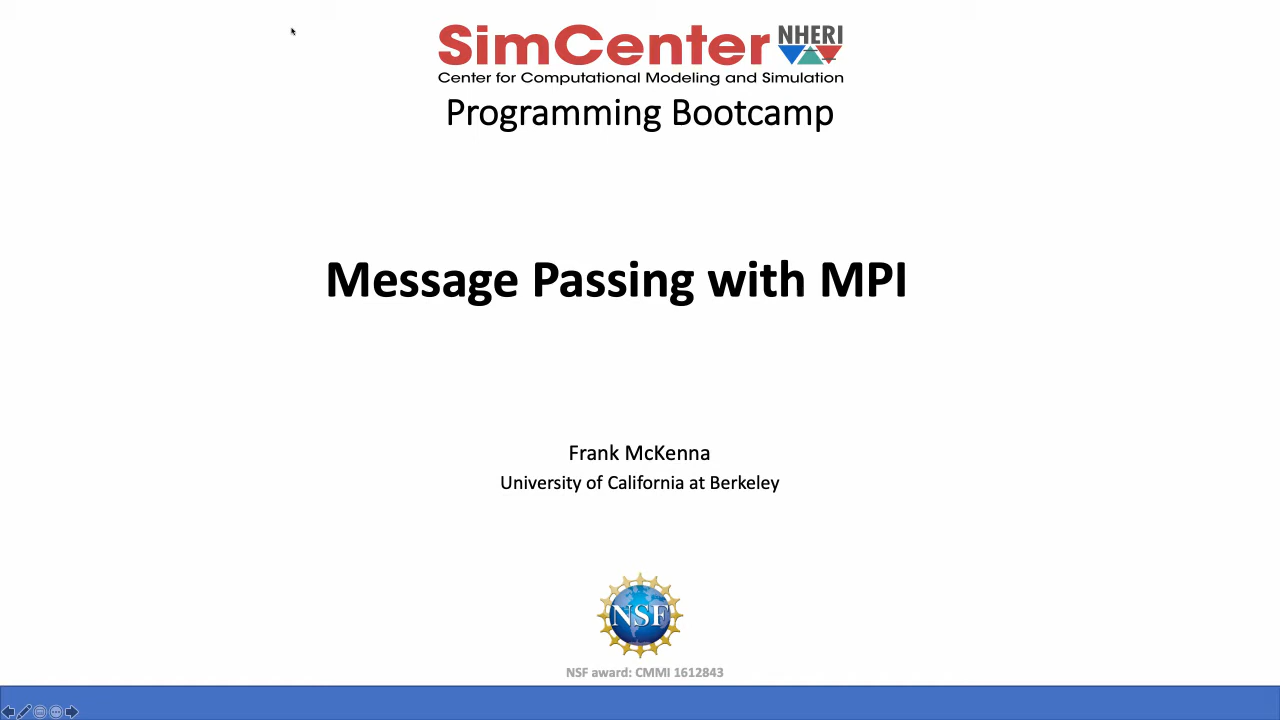 SimCenter NHERI
Center for Computational Modeling and Simulation
Programming Bootcamp
Message Passing with MPI
Frank McKenna
University of California at Berkeley
NSF
NSF award: CMMI 1612843